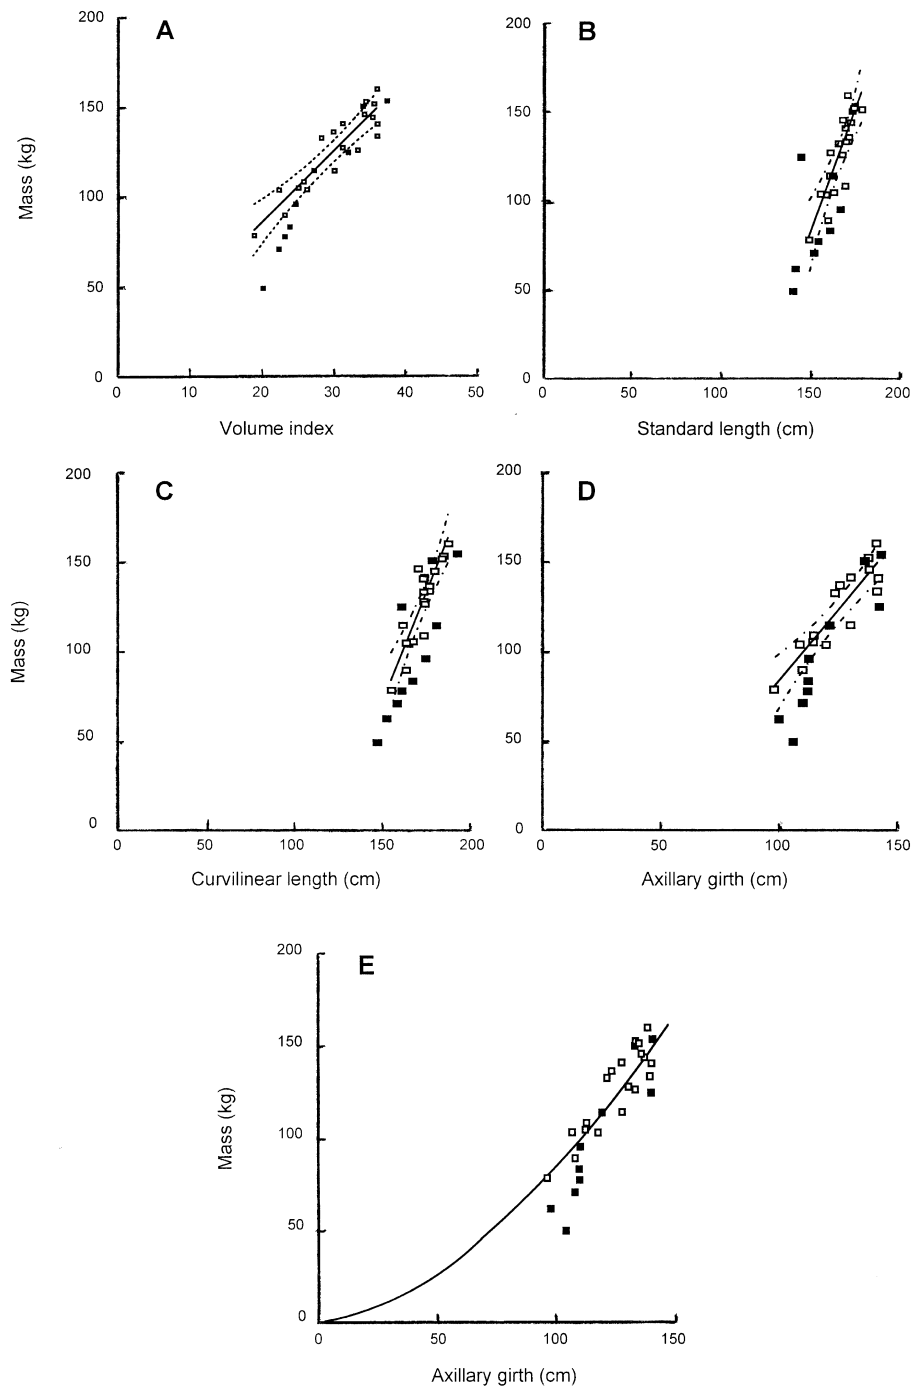 A
200
150
100
50
0
Mass (kg)
0 10 20 30 40 50
Volume index
B
200
150
100
50
0
0 50 100 150 200
Standard length (cm)
C
200
150
100
50
0
Mass (kg)
0 50 100 150 200
Curvilinear length (cm)
D
200
150
100
50
0
0 50 100 150
Axillary girth (cm)
E
200
150
100
50
0
Mass (kg)
0 50 100 150
Axillary girth (cm)